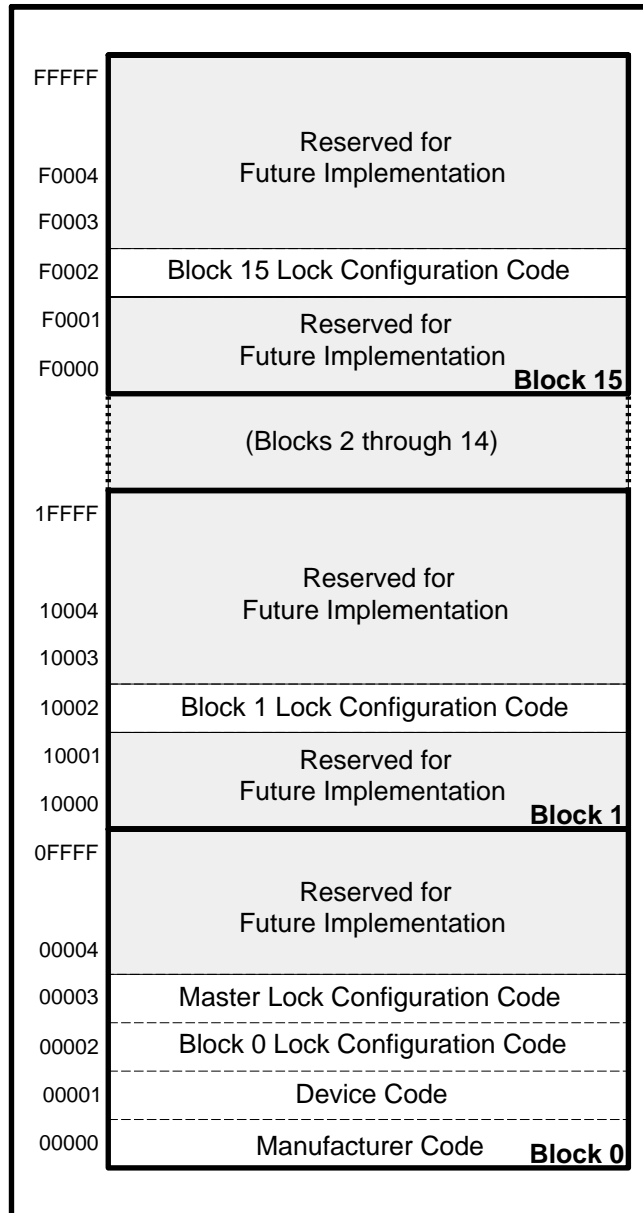 FFFFF
Reserved for
Future Implementation
F0004
F0003
F0002 Block 15 Lock Configuration Code
F0001
Reserved for
Future Implementation
F0000
Block 15
(Blocks 2 through 14)
1FFFF
Reserved for
Future Implementation
10004
10003
10002 Block 1 Lock Configuration Code
10001
Reserved for
Future Implementation
10000
Block 1
0FFFF
Reserved for
Future Implementation
00004
00003 Master Lock Configuration Code
00002 Block 0 Lock Configuration Code
00001 Device Code
00000 Manufacturer Code Block 0